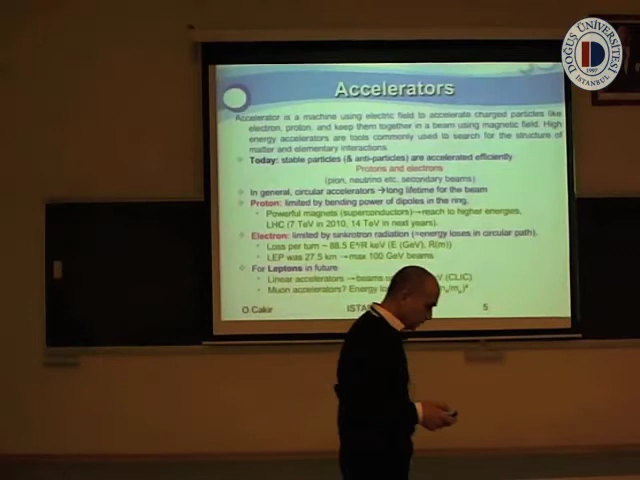 DOĞUŞ ÜNİVERSİTESİ
1997
İSTANBUL
Accelerators
Accelerator is a machine using electric field to accelerate charged particles like
electron, proton, and keep them together in a beam using magnetic field. High
energy accelerators are tools commonly used to search for the structure of
matter and elementary interactions.
Today: stable particles (& anti-particles) are accelerated efficiently
Protons and electrons
(pion, neutrino etc. secondary beams)
In general, circular accelerators →long lifetime for the beam
Proton: limited by bending power of dipoles in the ring,
Powerful magnets (superconductors)→reach to higher energies,
LHC (7 TeV in 2010, 14 TeV in next years).
Electron: limited by sinkrotron radiation (=energy loses in circular path).
Loss per turn ~ 88.5 E⁴/R keV (E (GeV), R(m))
LEP was 27.5 km→max 100 GeV beams
For Leptons in future
Linear accelerators →beams V (CLIC)
Muon accelerators? Energy
O.Cakir 5